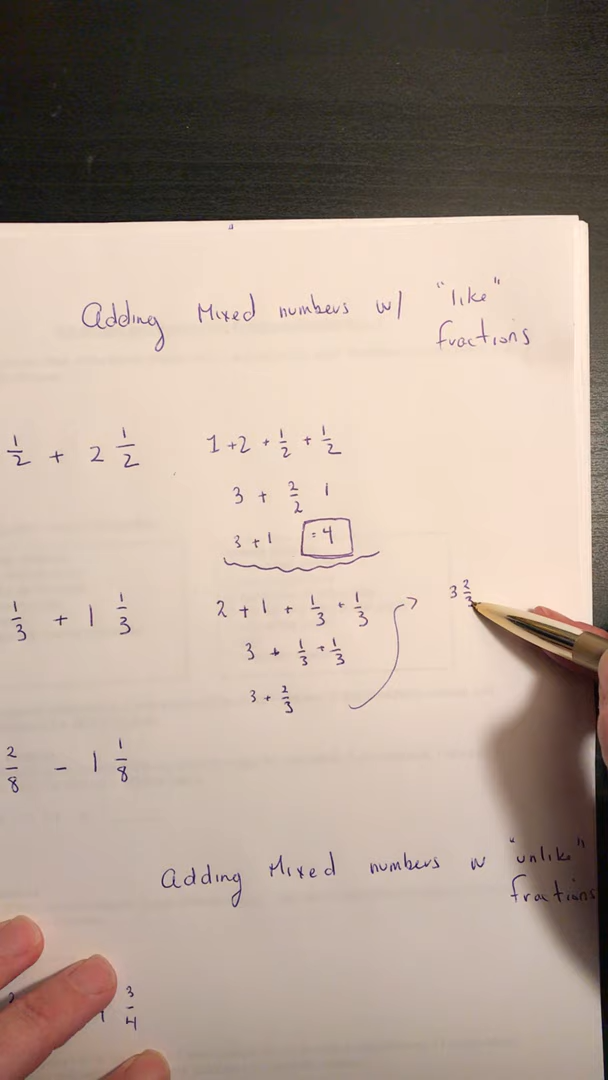 Adding Mixed numbers w/ "like"
fractions
1/2 + 2 1/2
1 + 2 + 1/2 + 1/2
3 + 2/2 1
3 + 1 = 4
1/3 + 1 1/3
2 + 1 + 1/3 + 1/3
3 + 1/3 + 1/3
3 + 2/3
3 2/3
2/8 - 1 1/8
Adding Mixed numbers w "unlike"
fractions
3/4